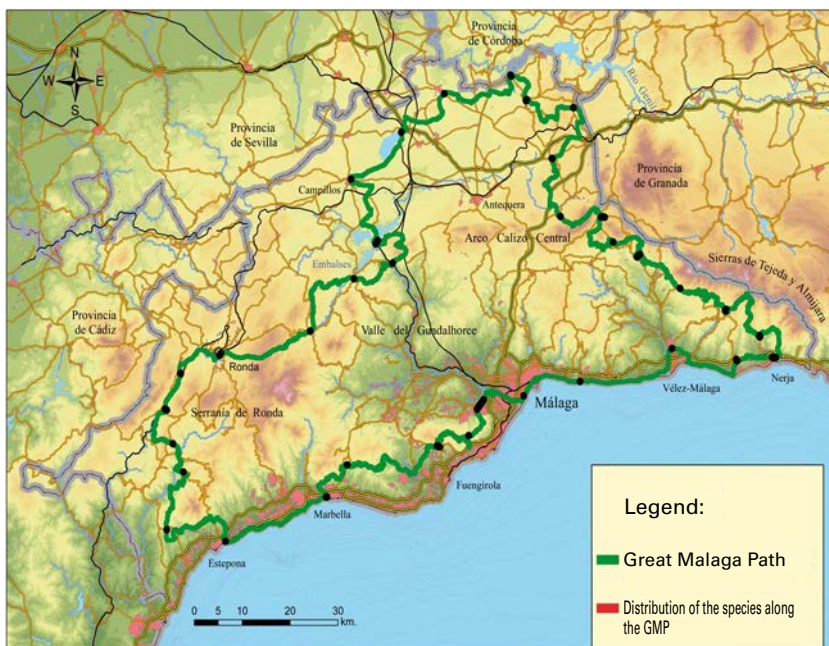 Provincia
de Córdoba
N
W E
S
Río Genil
Provincia
de Sevilla
Provincia
de Granada
Campillos
Antequera
Arco Calizo Central
Embalses
Sierras de Tejeda y Almijara
Provincia
de Cádiz
Valle del Guadalhorce
Ronda
Nerja
Vélez-Málaga
Málaga
Serranía de Ronda
Fuengirola
Marbella
Estepona
0 5 10 20 30
km.
Legend:
Great Malaga Path
Distribution of the species along
the GMP